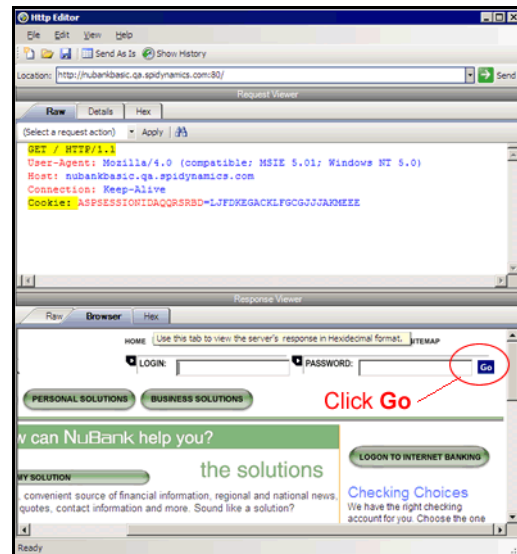 Http Editor
File Edit View Help
Send As Is Show History
Location: http://nubankbasic.qa.spidynamics.com:80/ Send
Request Viewer
Raw Details Hex
(Select a request action) Apply
GET / HTTP/1.1
User-Agent: Mozilla/4.0 (compatible; MSIE 5.01; Windows NT 5.0)
Host: nubankbasic.qa.spidynamics.com
Connection: Keep-Alive
Cookie: ASPSESSIONIDAQQRSRBD=LJFDKEGACKLFGCGJJJAKMEEE
Response Viewer
Raw Browser Hex
HOME Use this tab to view the server's response in Hexidecimal format. ITEMAP
LOGIN: PASSWORD: Go
PERSONAL SOLUTIONS BUSINESS SOLUTIONS
Click Go
w can NuBank help you?
LOGON TO INTERNET BANKING
the solutions
MY SOLUTION
Checking Choices
, convenient source of financial information, regional and national news,
We have the right checking
quotes, contact information and more. Sound like a solution?
account for you. Choose the one
Ready